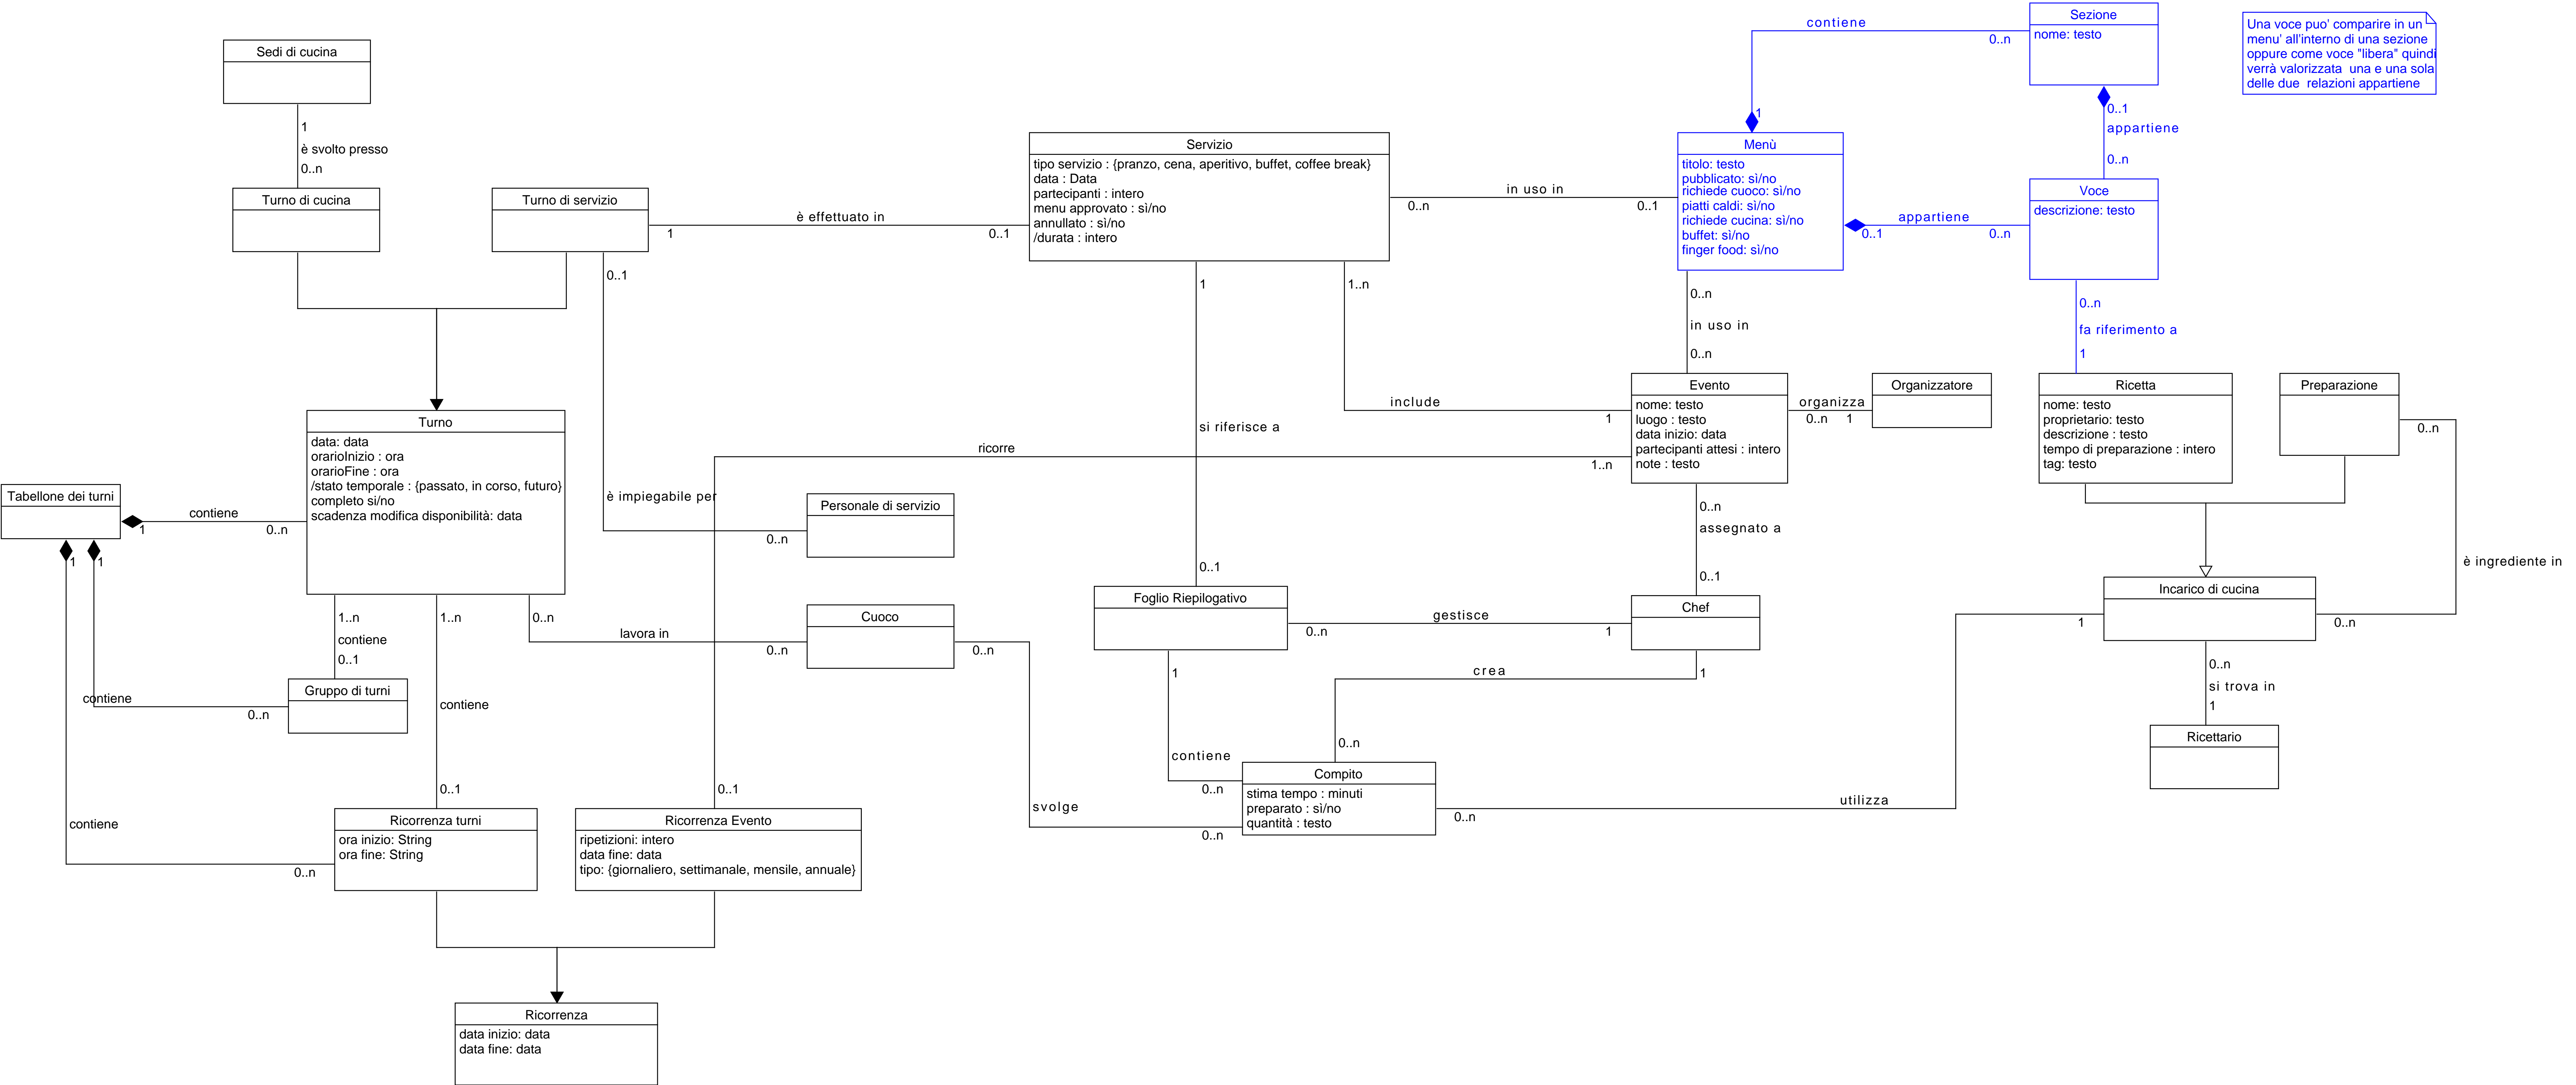 contiene
0..n
1
Sezione
nome: testo
Una voce puo' comparire in un
menu' all'interno di una sezione
oppure come voce "libera" quindi
verrà valorizzata  una e una sola
delle due  relazioni appartiene
0..1
appartiene
0..n
Sedi di cucina
1
è svolto presso
0..n
Turno di cucina
Turno di servizio
è effettuato in
1
0..1
Servizio
tipo servizio : {pranzo, cena, aperitivo, buffet, coffee break}
data : Data
partecipanti : intero
menu approvato : sì/no
annullato : sì/no
/durata : intero
in uso in
0..n
0..1
Menù
titolo: testo
pubblicato: sì/no
richiede cuoco: sì/no
piatti caldi: sì/no
richiede cucina: sì/no
buffet: sì/no
finger food: sì/no
appartiene
0..1
0..n
Voce
descrizione: testo
0..n
fa riferimento a
1
0..n
in uso in
0..n
0..1
è impiegabile per
0..n
1
si riferisce a
0..1
1..n
include
1
Evento
nome: testo
luogo : testo
data inizio: data
partecipanti attesi : intero
note : testo
organizza
0..n
1
Organizzatore
Ricetta
nome: testo
proprietario: testo
descrizione : testo
tempo di preparazione : intero
tag: testo
Preparazione
0..n
è ingrediente in
0..n
Turno
data: data
orarioInizio : ora
orarioFine : ora
/stato temporale : {passato, in corso, futuro}
completo si/no
scadenza modifica disponibilità: data
ricorre
1..n
0..1
Tabellone dei turni
contiene
1
0..n
1
1
Personale di servizio
0..n
assegnato a
0..1
Foglio Riepilogativo
gestisce
0..n
1
Chef
Incarico di cucina
1
Cuoco
0..n
lavora in
0..n
0..n
1..n
contiene
0..1
1..n
contiene
0..1
Gruppo di turni
contiene
0..n
crea
1
0..n
1
contiene
0..n
0..n
si trova in
1
Ricettario
svolge
0..n
Compito
stima tempo : minuti
preparato : sì/no
quantità : testo
utilizza
0..n
contiene
0..n
Ricorrenza turni
ora inizio: String
ora fine: String
Ricorrenza Evento
ripetizioni: intero
data fine: data
tipo: {giornaliero, settimanale, mensile, annuale}
Ricorrenza
data inizio: data
data fine: data